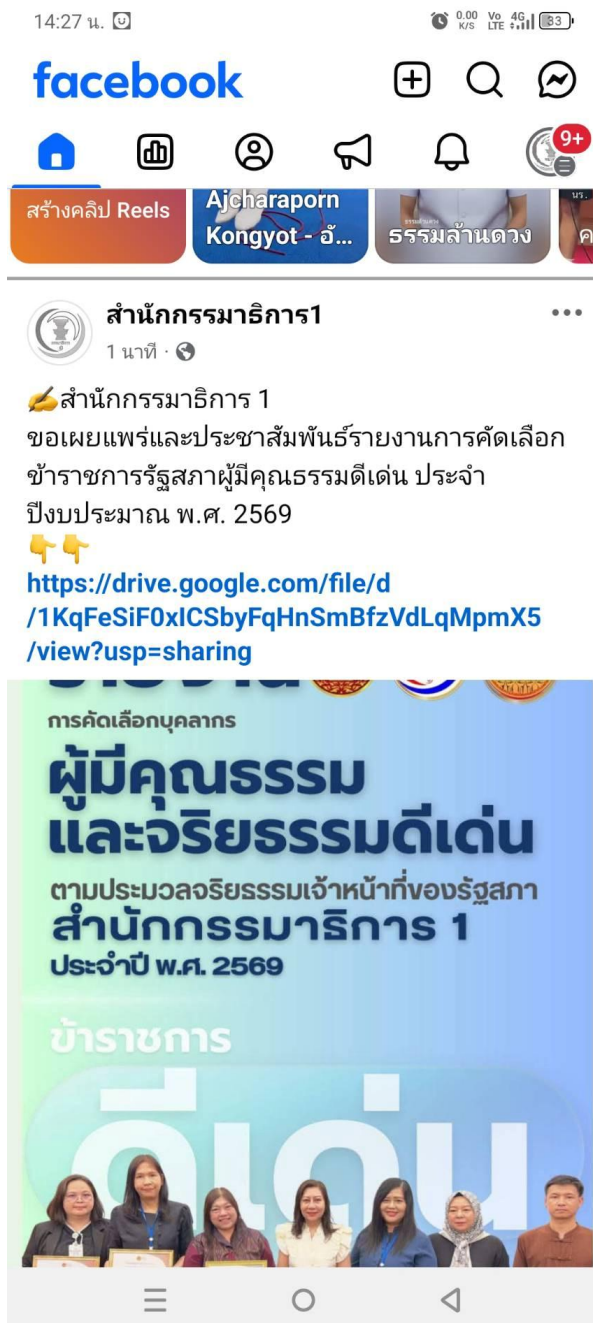 14:27 น.
0.00 K/S Vo LTE 4G 33
facebook
9+
สร้างคลิป Reels
Ajcharaporn
Kongyot - อั...
ธรรมล้านดวง
นร.
ค
สำนักกรรมาธิการ1
1 นาที ·
✍️สำนักกรรมาธิการ 1
ขอเผยแพร่และประชาสัมพันธ์รายงานการคัดเลือก
ข้าราชการรัฐสภาผู้มีคุณธรรมดีเด่น ประจำ
ปีงบประมาณ พ.ศ. 2569
👇👇
https://drive.google.com/file/d
/1KqFeSiF0xICSbyFqHnSmBfzVdLqMpmX5
/view?usp=sharing
การคัดเลือกบุคลากร
ผู้มีคุณธรรม
และจริยธรรมดีเด่น
ตามประมวลจริยธรรมเจ้าหน้าที่ของรัฐสภา
สำนักกรรมาธิการ 1
ประจำปี พ.ศ. 2569
ข้าราชการ
ดีเด่น